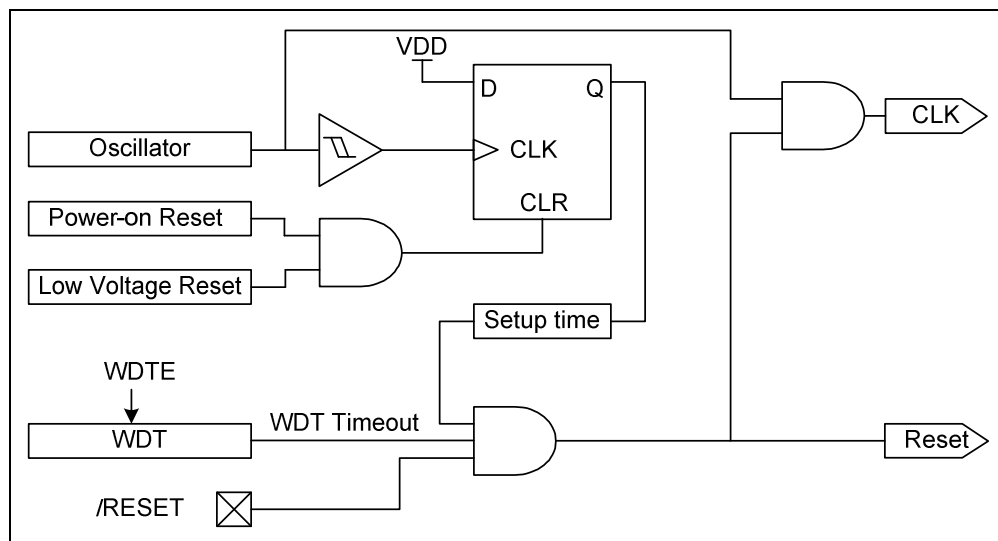 VDD
D
Q
CLK
Oscillator
CLK
Power-on Reset
CLR
Low Voltage Reset
Setup time
WDTE
WDT Timeout
WDT
Reset
/RESET